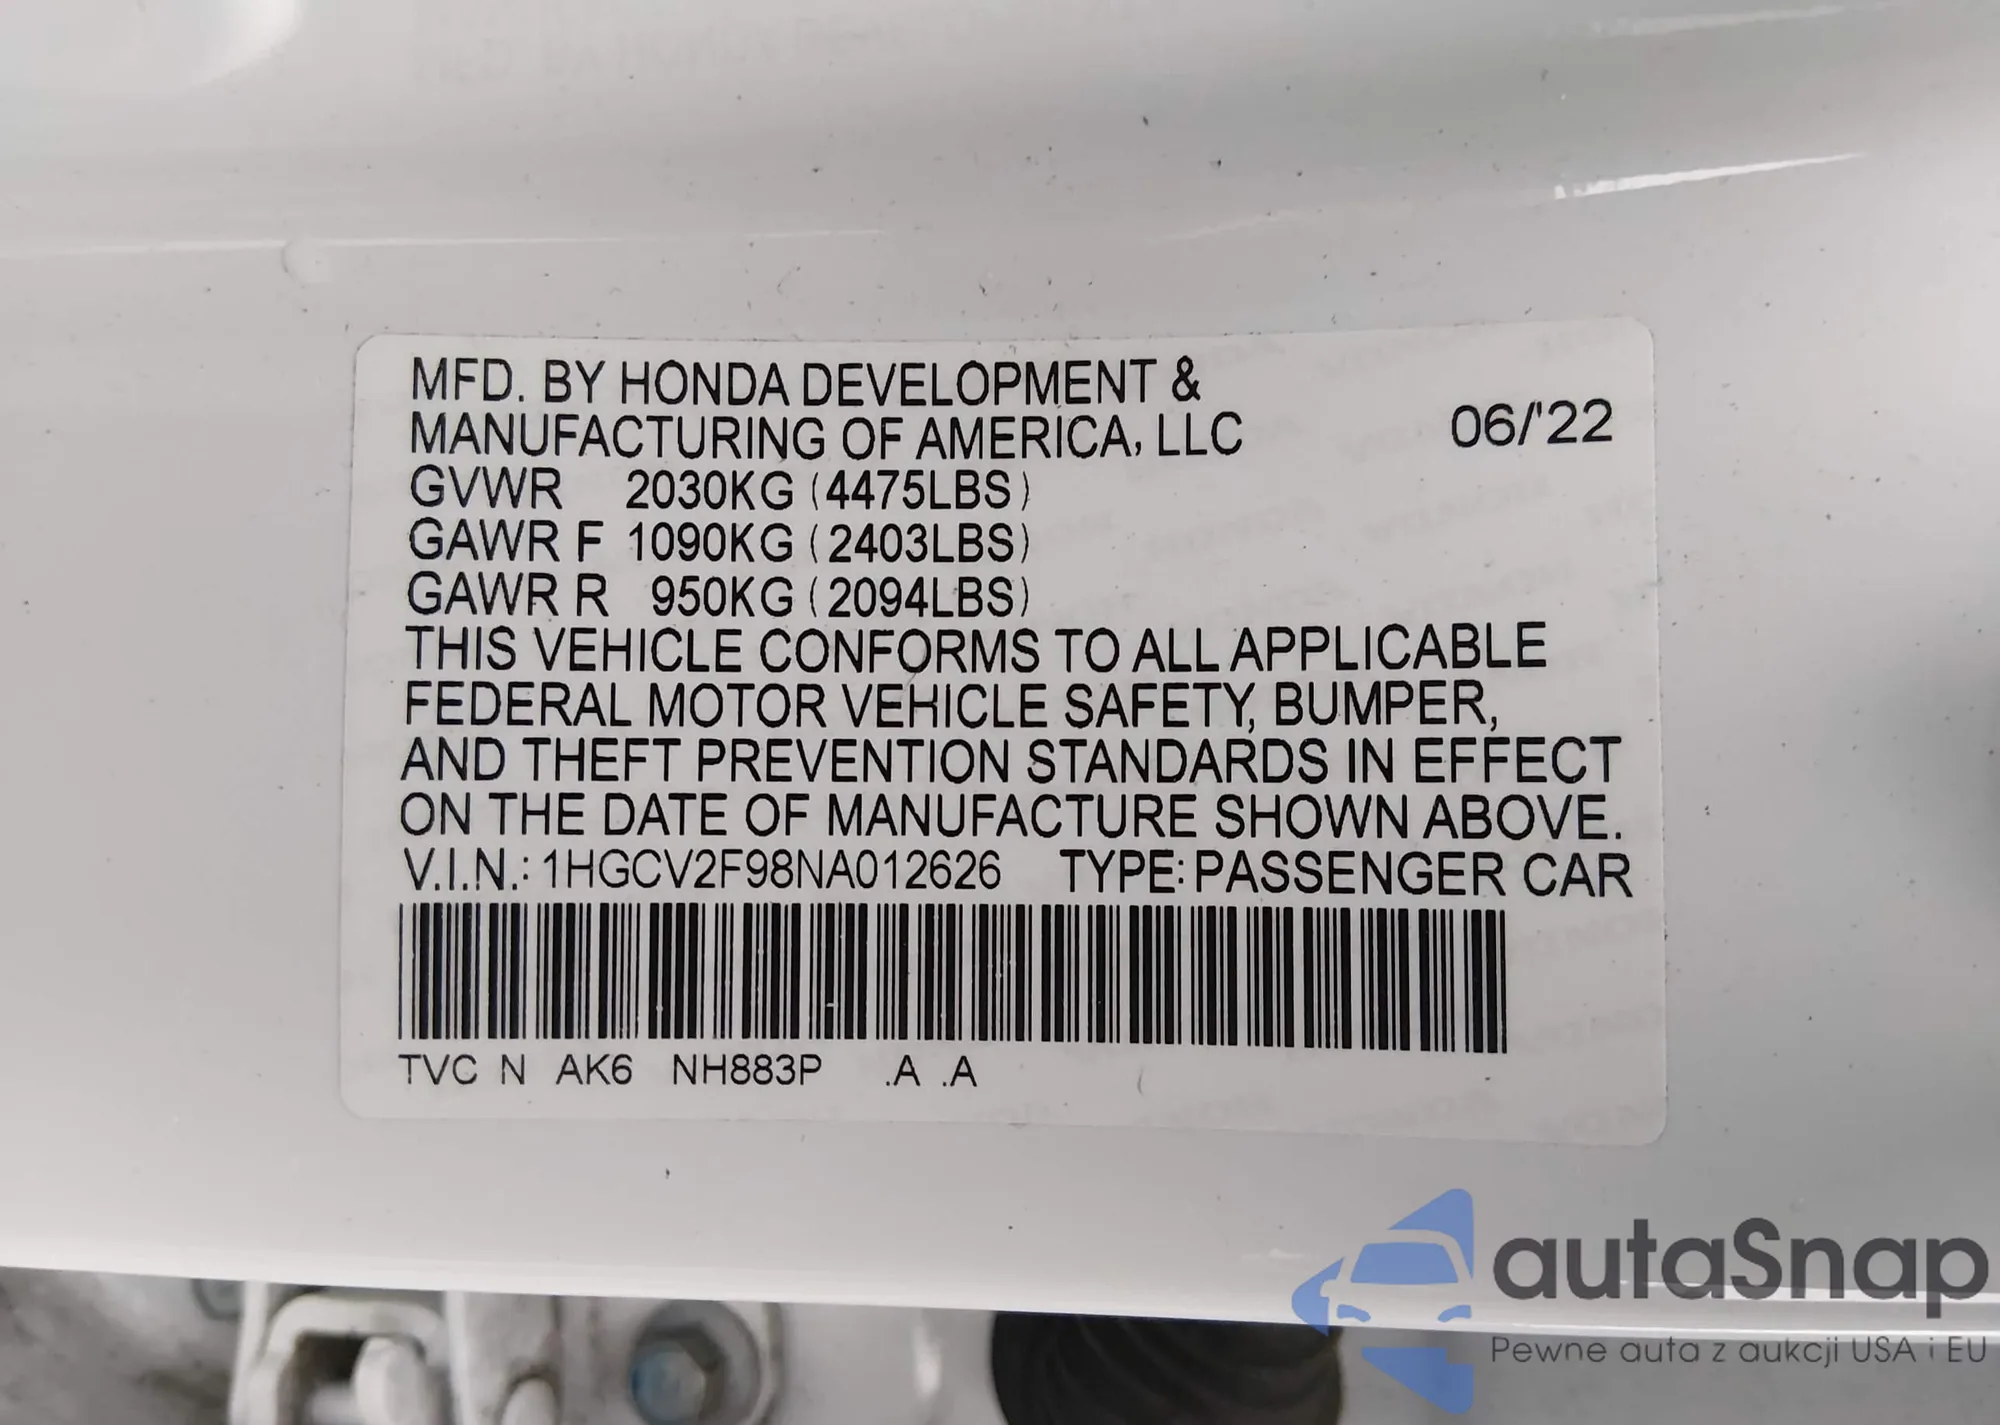 MFD. BY HONDA DEVELOPMENT &
MANUFACTURING OF AMERICA, LLC 06/'22
GVWR 2030KG (4475LBS)
GAWR F 1090KG (2403LBS)
GAWR R 950KG (2094LBS)
THIS VEHICLE CONFORMS TO ALL APPLICABLE
FEDERAL MOTOR VEHICLE SAFETY, BUMPER,
AND THEFT PREVENTION STANDARDS IN EFFECT
ON THE DATE OF MANUFACTURE SHOWN ABOVE.
V.I.N.: 1HGCV2F98NA012626 TYPE: PASSENGER CAR
TVC N AK6 NH883P .A .A
autaSnap
Pewne auta z aukcji USA i EU